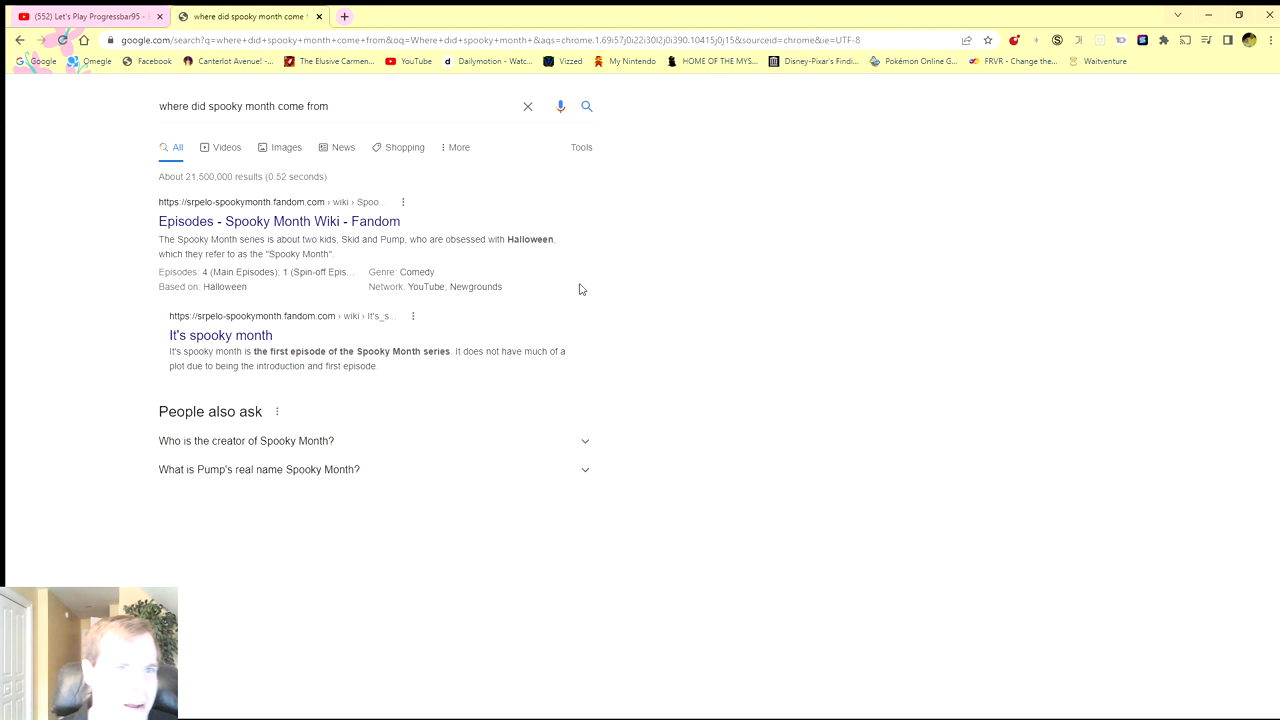 (552) Let's Play Progressbar95 -
where did spooky month come
google.com/search?q=where+did+spooky+month+come+from&oq=Where+did+spooky+month+&aqs=chrome.1.69i57j0i22i30l2j0i390.10415j0j15&sourceid=chrome&ie=UTF-8
Google Omegle Facebook Canterlot Avenue! -... The Elusive Carmen... YouTube Dailymotion - Watc... Vizzed My Nintendo HOME OF THE MYS... Disney-Pixar's Findi... Pokémon Online G... FRVR - Change the... Waitventure
where did spooky month come from
All Videos Images News Shopping More Tools
About 21,500,000 results (0.52 seconds)
https://srpelo-spookymonth.fandom.com › wiki › Spoo...
Episodes - Spooky Month Wiki - Fandom
The Spooky Month series is about two kids, Skid and Pump, who are obsessed with Halloween,
which they refer to as the "Spooky Month".
Episodes: 4 (Main Episodes). 1 (Spin-off Epis... Genre: Comedy
Based on: Halloween Network: YouTube, Newgrounds
https://srpelo-spookymonth.fandom.com › wiki › It's_s...
It's spooky month
It's spooky month is the first episode of the Spooky Month series. It does not have much of a
plot due to being the introduction and first episode.
People also ask
Who is the creator of Spooky Month?
What is Pump's real name Spooky Month?